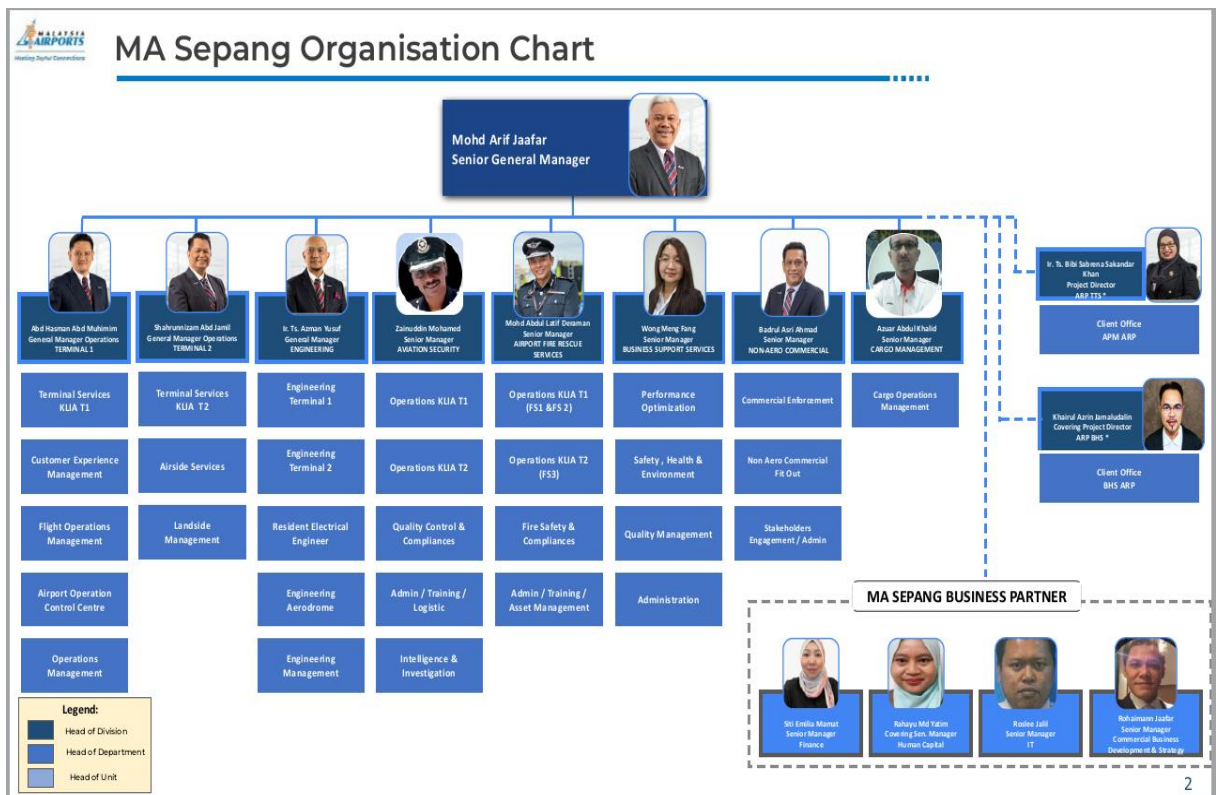 MALAYSIA
AIRPORTS
Hosting Joyful Connections
MA Sepang Organisation Chart
Mohd Arif Jaafar
Senior General Manager
Abd Hasman Abd Muhimim
General Manager Operations
TERMINAL 1
Shahrunnizam Abd Jamil
General Manager Operations
TERMINAL 2
Ir. Ts. Azman Yusuf
General Manager
ENGINEERING
Zainuddin Mohamed
Senior Manager
AVIATION SECURITY
Mohd Abdul Latif Deraman
Senior Manager
AIRPORT FIRE RESCUE
SERVICES
Wong Meng Fang
Senior Manager
BUSINESS SUPPORT SERVICES
Badrul Asri Ahmad
Senior Manager
NON-AERO COMMERCIAL
Azuar Abdul Khalid
Senior Manager
CARGO MANAGEMENT
Ir. Ts. Bibi Sabrena Sakandar
Khan
Project Director
ARP TTS *
Client Office
APM ARP
Khairul Azrin Jamaludalin
Covering Project Director
ARP BHS *
Client Office
BHS ARP
Terminal Services
KLIA T1
Customer Experience
Management
Flight Operations
Management
Airport Operation
Control Centre
Operations
Management
Terminal Services
KLIA T2
Airside Services
Landside
Management
Engineering
Terminal 1
Engineering
Terminal 2
Resident Electrical
Engineer
Engineering
Aerodrome
Engineering
Management
Operations KLIA T1
Operations KLIA T2
Quality Control &
Compliances
Admin / Training /
Logistic
Intelligence &
Investigation
Operations KLIA T1
(FS1 &FS 2)
Operations KLIA T2
(FS3)
Fire Safety &
Compliances
Admin / Training /
Asset Management
Performance
Optimization
Safety , Health &
Environment
Quality Management
Administration
Commercial Enforcement
Non Aero Commercial
Fit Out
Stakeholders
Engagement / Admin
Cargo Operations
Management
MA SEPANG BUSINESS PARTNER
Siti Emilia Mamat
Senior Manager
Finance
Rahayu Md Yatim
Covering Sen. Manager
Human Capital
Roslee Jalil
Senior Manager
IT
Rohaimann Jaafar
Senior Manager
Commercial Business
Development & Strategy
Legend:
Head of Division
Head of Department
Head of Unit
2